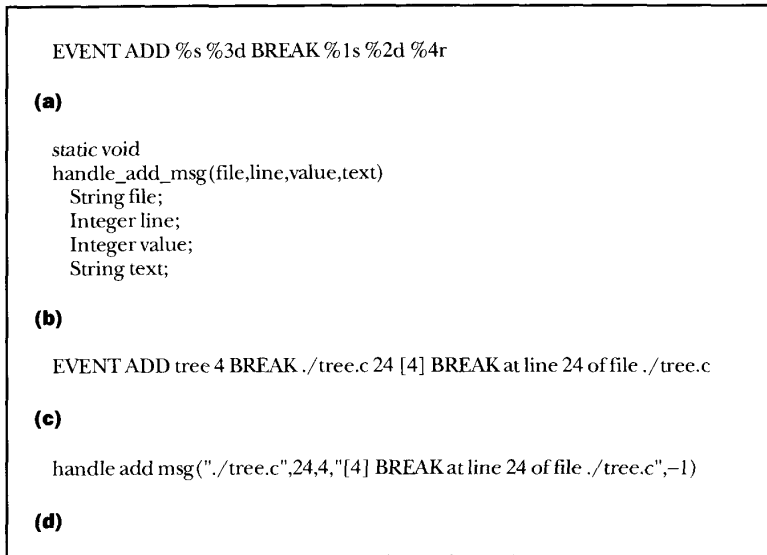 EVENT ADD %s %3d BREAK %1s %2d %4r
(a)
static void
handle_add_msg(file,line,value,text)
String file;
Integer line;
Integer value;
String text;
(b)
EVENT ADD tree 4 BREAK ./tree.c 24 [4] BREAK at line 24 of file ./tree.c
(c)
handle add msg("./tree.c",24,4,"[4] BREAK at line 24 of file ./tree.c",–1)
(d)